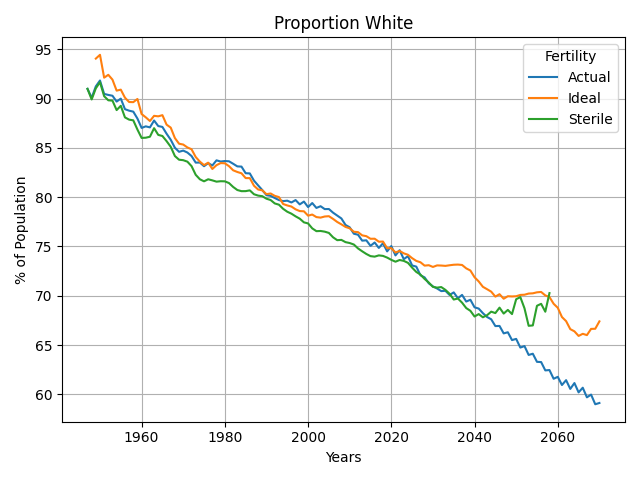 Proportion White
Fertility
Actual
Ideal
Sterile
% of Population
95
90
85
80
75
70
65
60
1960
1980
2000
2020
2040
2060
Years